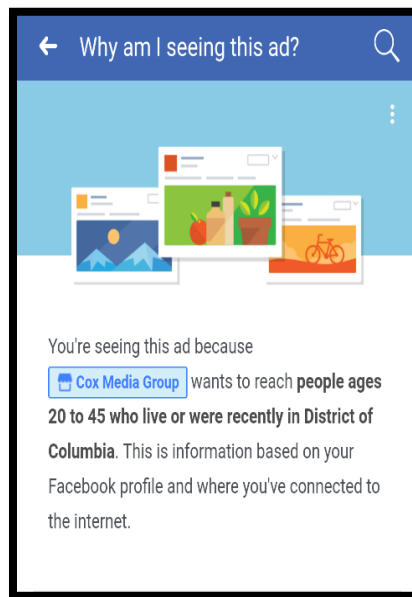 Why am I seeing this ad?
You're seeing this ad because
Cox Media Group wants to reach people ages
20 to 45 who live or were recently in District of
Columbia. This is information based on your
Facebook profile and where you've connected to
the internet.